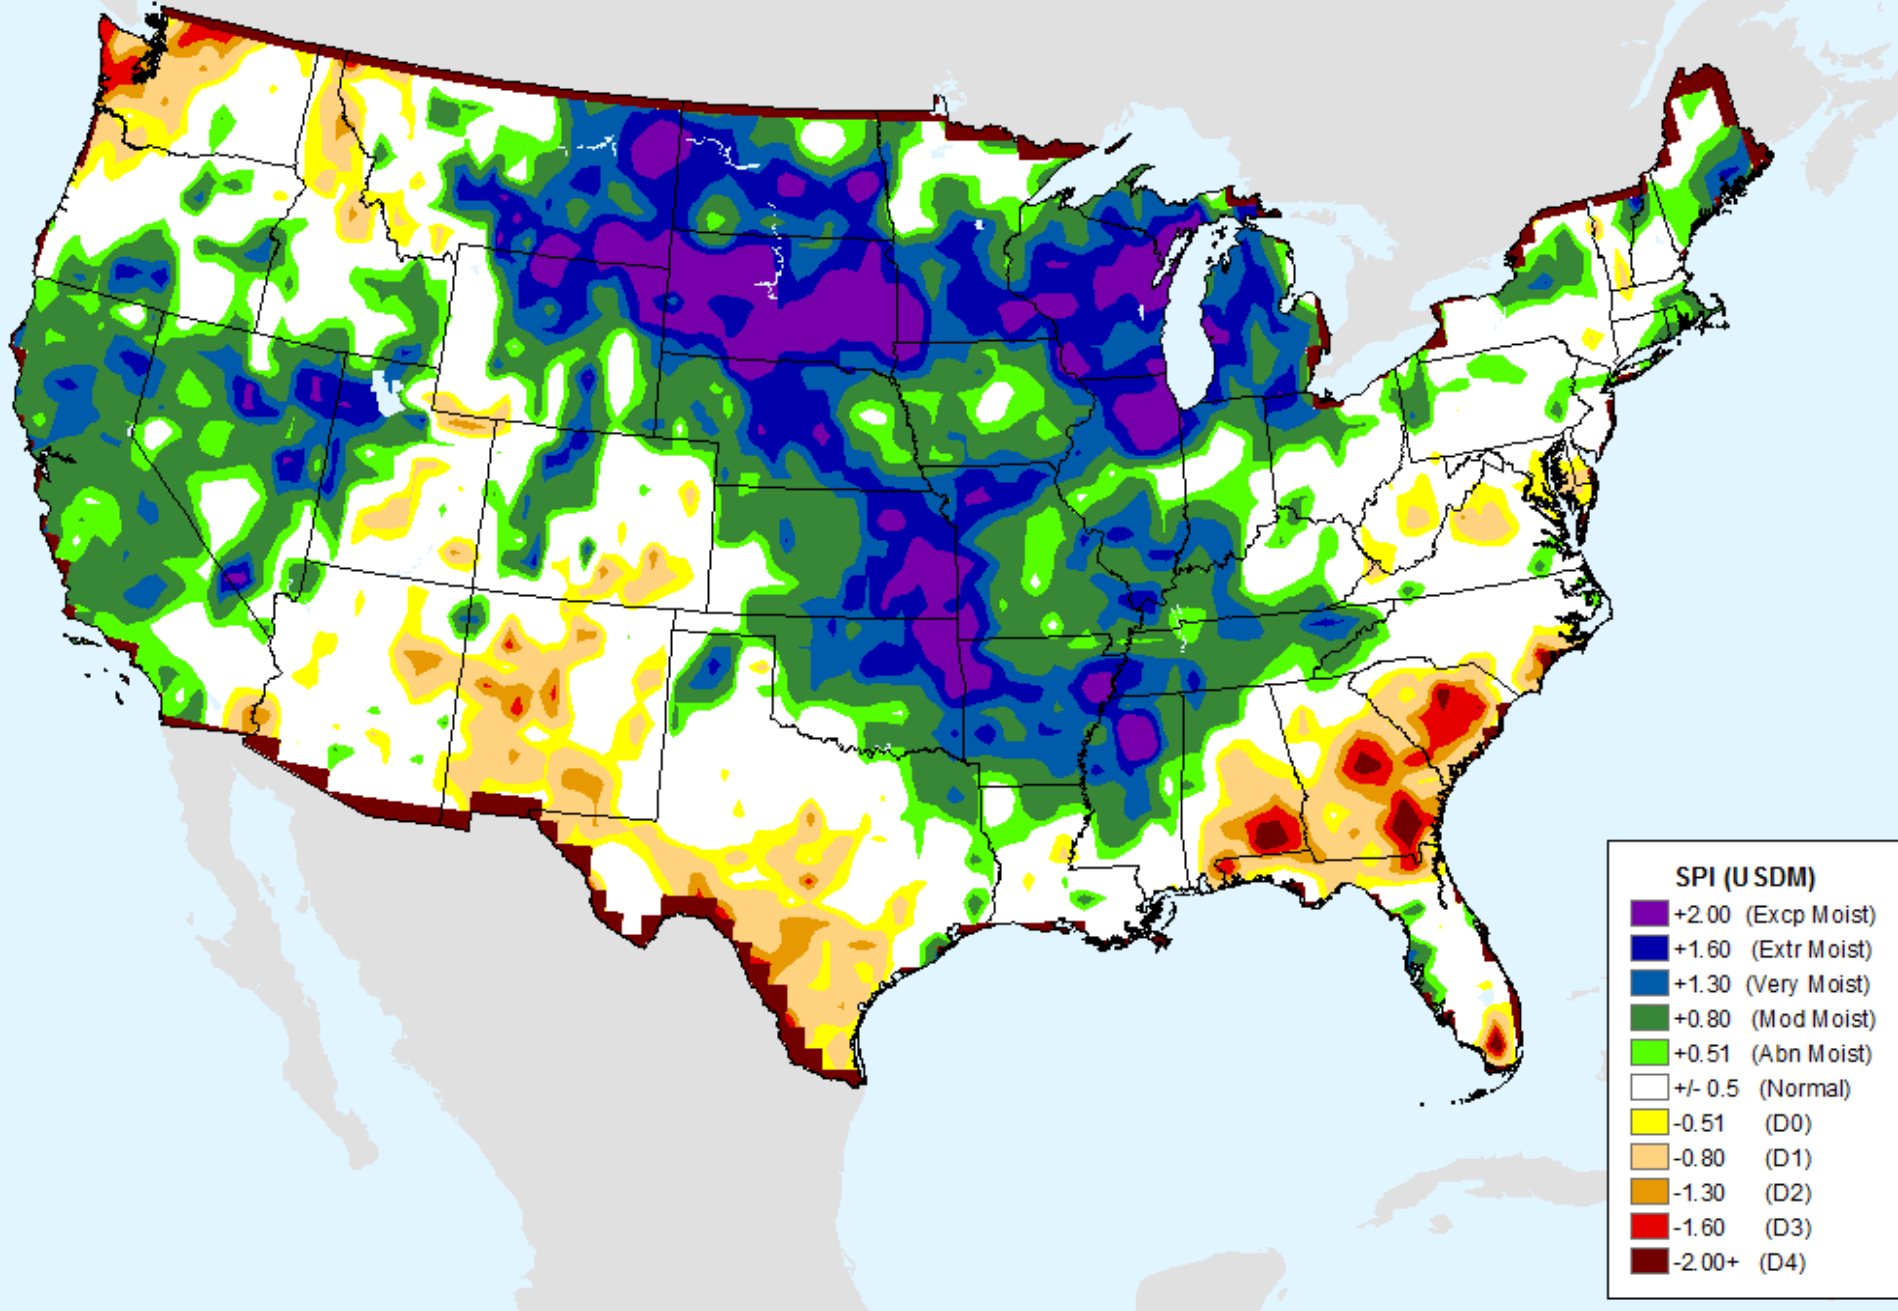 SPI (USDM)
+2.00 (Excp Moist)
+1.60 (Extr Moist)
+1.30 (Very Moist)
+0.80 (Mod Moist)
+0.51 (Abn Moist)
+/- 0.5 (Normal)
-0.51 (D0)
-0.80 (D1)
-1.30 (D2)
-1.60 (D3)
-2.00+ (D4)